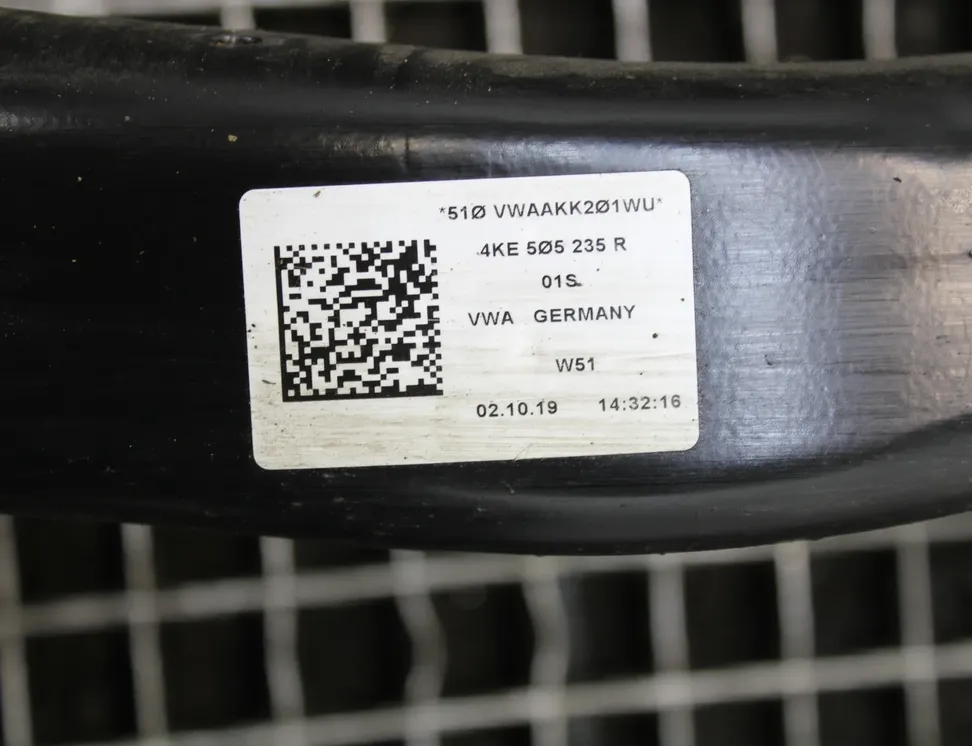 *51Ø VWAAKK2Ø1WU*
4KE 5Ø5 235 R
01S
VWA GERMANY
W51
02.10.19 14:32:16